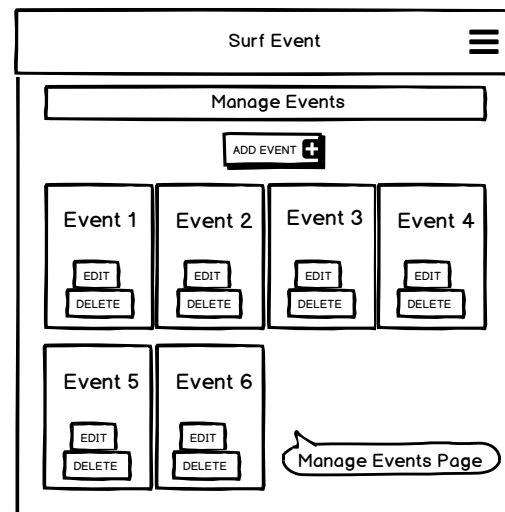 Surf Event
Manage Events
ADD EVENT
Event 1
Event 2
Event 3
Event 4
EDIT
EDIT
EDIT
EDIT
DELETE
DELETE
DELETE
DELETE
Event 5
Event 6
EDIT
EDIT
DELETE
DELETE
Manage Events Page